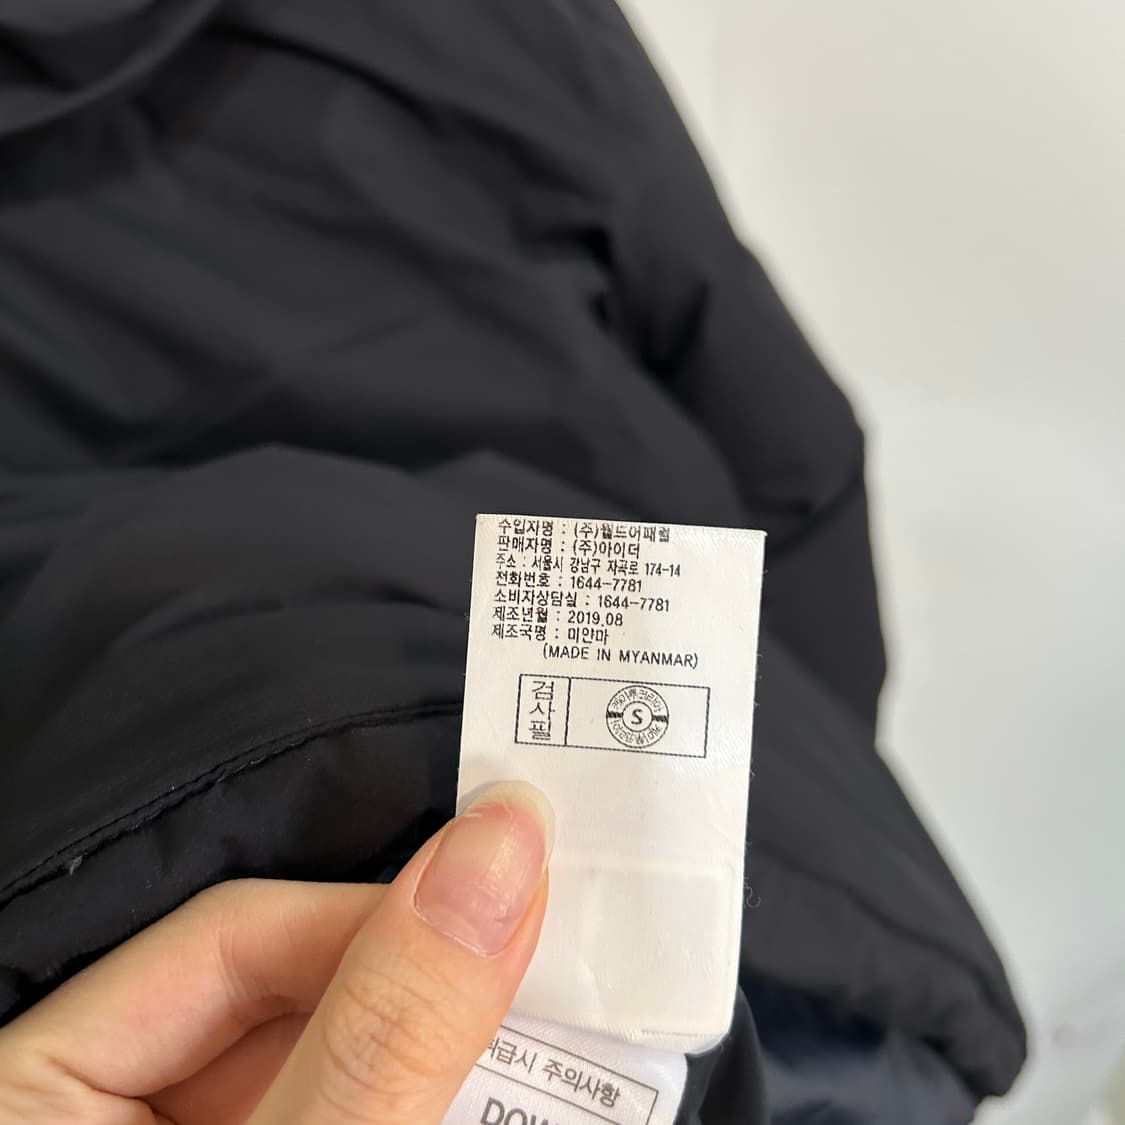 수입자명 : (주)월드어패럴
판매자명 : (주)아이더
주소 : 서울시 강남구 자곡로 174-14
전화번호 : 1644-7781
소비자상담실 : 1644-7781
제조년월 : 2019.08
제조국명 : 미얀마
(MADE IN MYANMAR)
검사필
S
취급시 주의사항